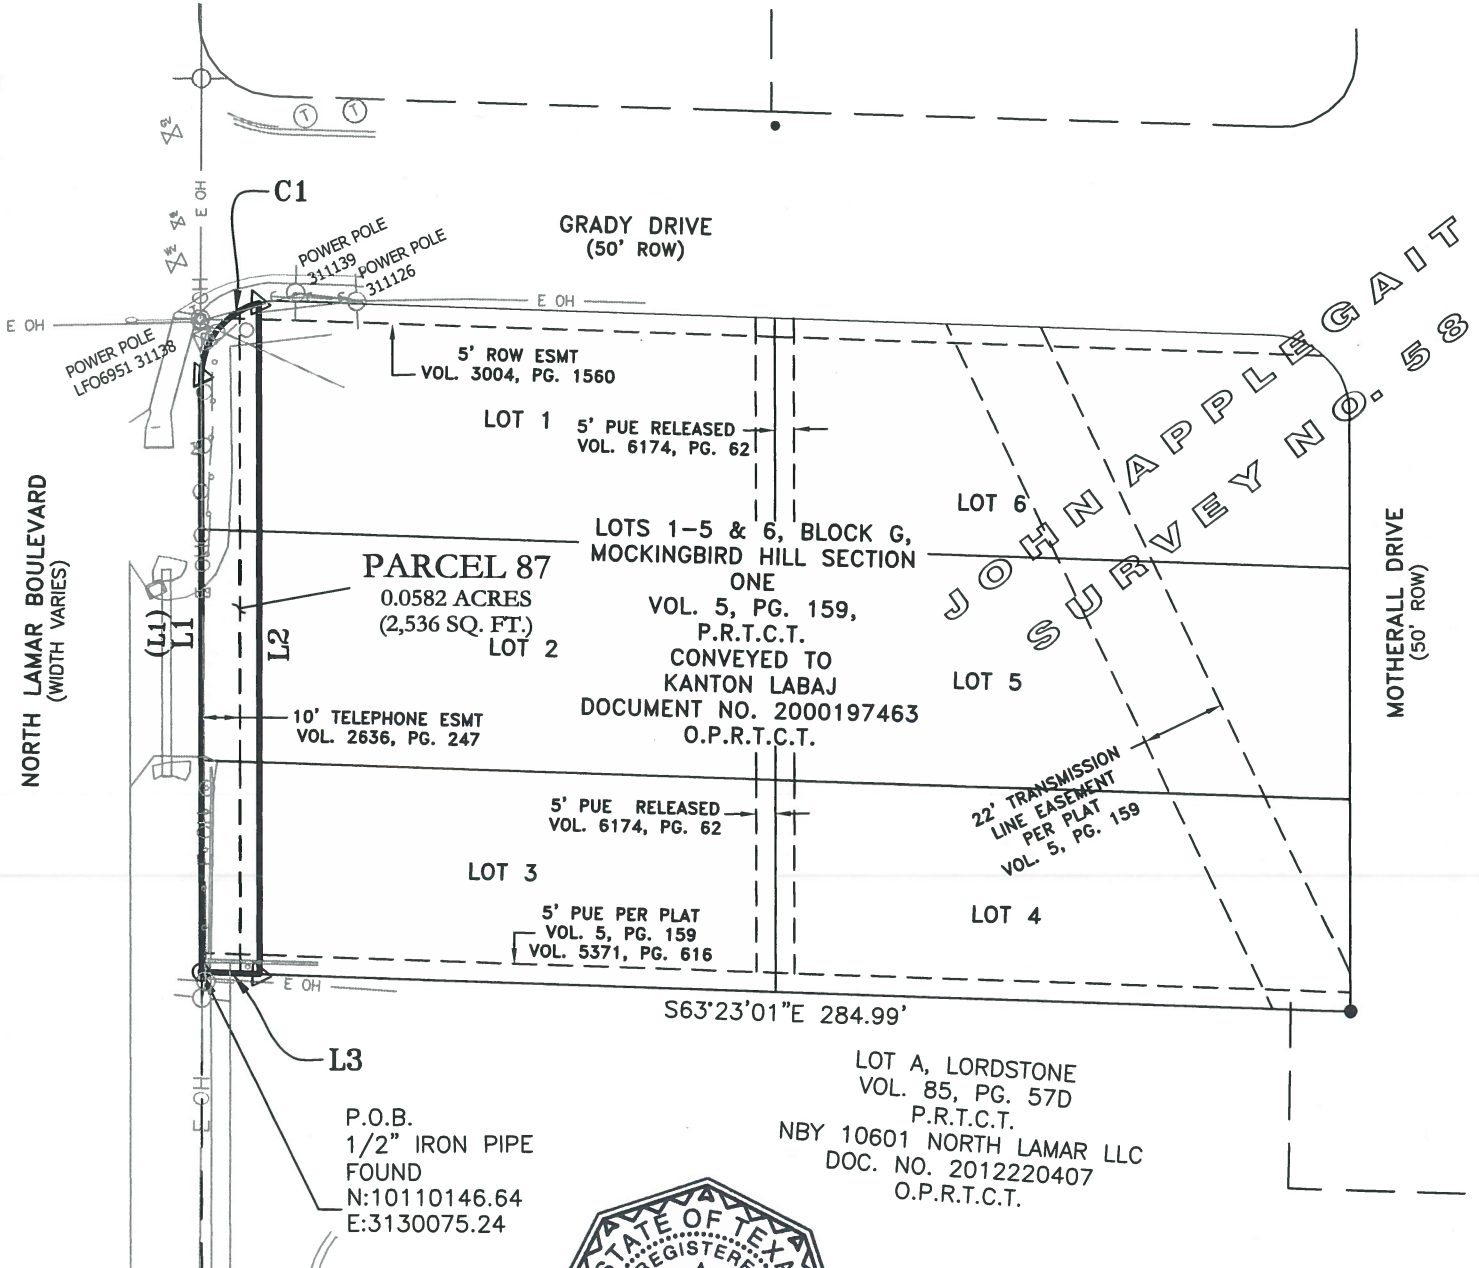 T
T
C1
E OH
GRADY DRIVE
(50' ROW)
POWER POLE
311139
POWER POLE
311126
E OH
E OH
POWER POLE
LFO6951 31138
OH
5' ROW ESMT
VOL. 3004, PG. 1560
LOT 1
5' PUE RELEASED
VOL. 6174, PG. 62
JOHN APPLEGAIT
SURVEY NO. 58
LOT 6
LOTS 1-5 & 6, BLOCK G,
MOCKINGBIRD HILL SECTION
ONE
VOL. 5, PG. 159,
P.R.T.C.T.
CONVEYED TO
KANTON LABAJ
DOCUMENT NO. 2000197463
O.P.R.T.C.T.
PARCEL 87
0.0582 ACRES
(2,536 SQ. FT.)
LOT 2
NORTH LAMAR BOULEVARD
(WIDTH VARIES)
(L1)
L1
L2
LOT 5
MOTHERALL DRIVE
(50' ROW)
10' TELEPHONE ESMT
VOL. 2636, PG. 247
22' TRANSMISSION
LINE EASEMENT
PER PLAT
VOL. 5, PG. 159
5' PUE RELEASED
VOL. 6174, PG. 62
LOT 3
LOT 4
5' PUE PER PLAT
VOL. 5, PG. 159
VOL. 5371, PG. 616
E OH
S63°23'01"E 284.99'
L3
E OH
LOT A, LORDSTONE
VOL. 85, PG. 57D
P.R.T.C.T.
NBY 10601 NORTH LAMAR LLC
DOC. NO. 2012220407
O.P.R.T.C.T.
P.O.B.
1/2" IRON PIPE
FOUND
N:10110146.64
E:3130075.24
STATE OF TEXA
REGISTERE